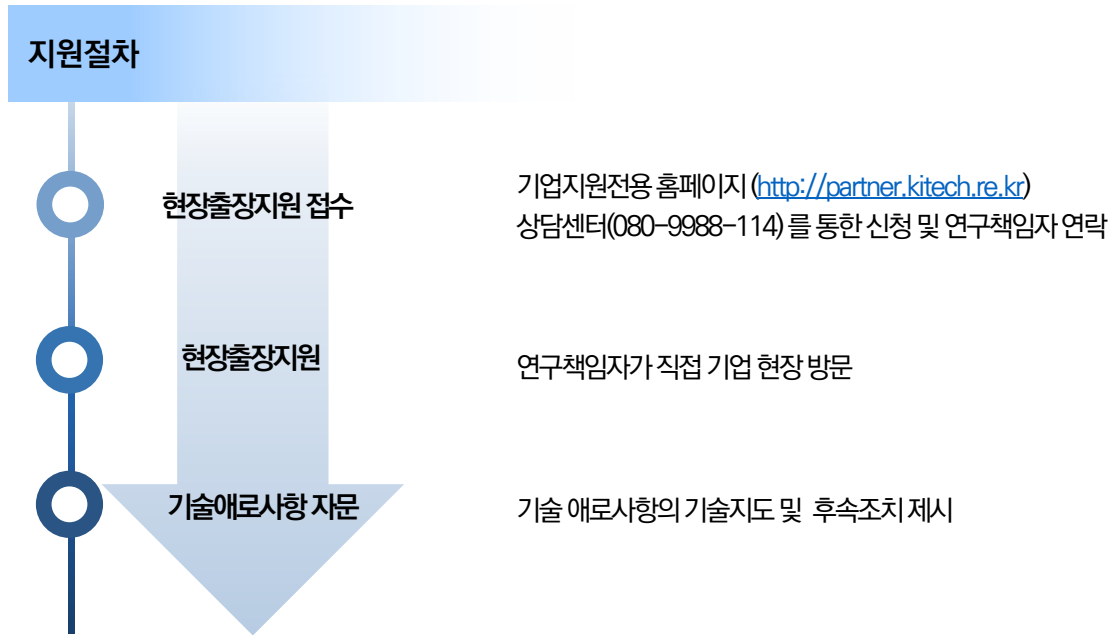 지원절차
현장출장지원 접수
기업지원전용 홈페이지 (http://partner.kitech.re.kr)
상담센터(080-9988-114) 를 통한 신청 및 연구책임자 연락
현장출장지원
연구책임자가 직접 기업 현장 방문
기술애로사항 자문
기술 애로사항의 기술지도 및 후속조치 제시